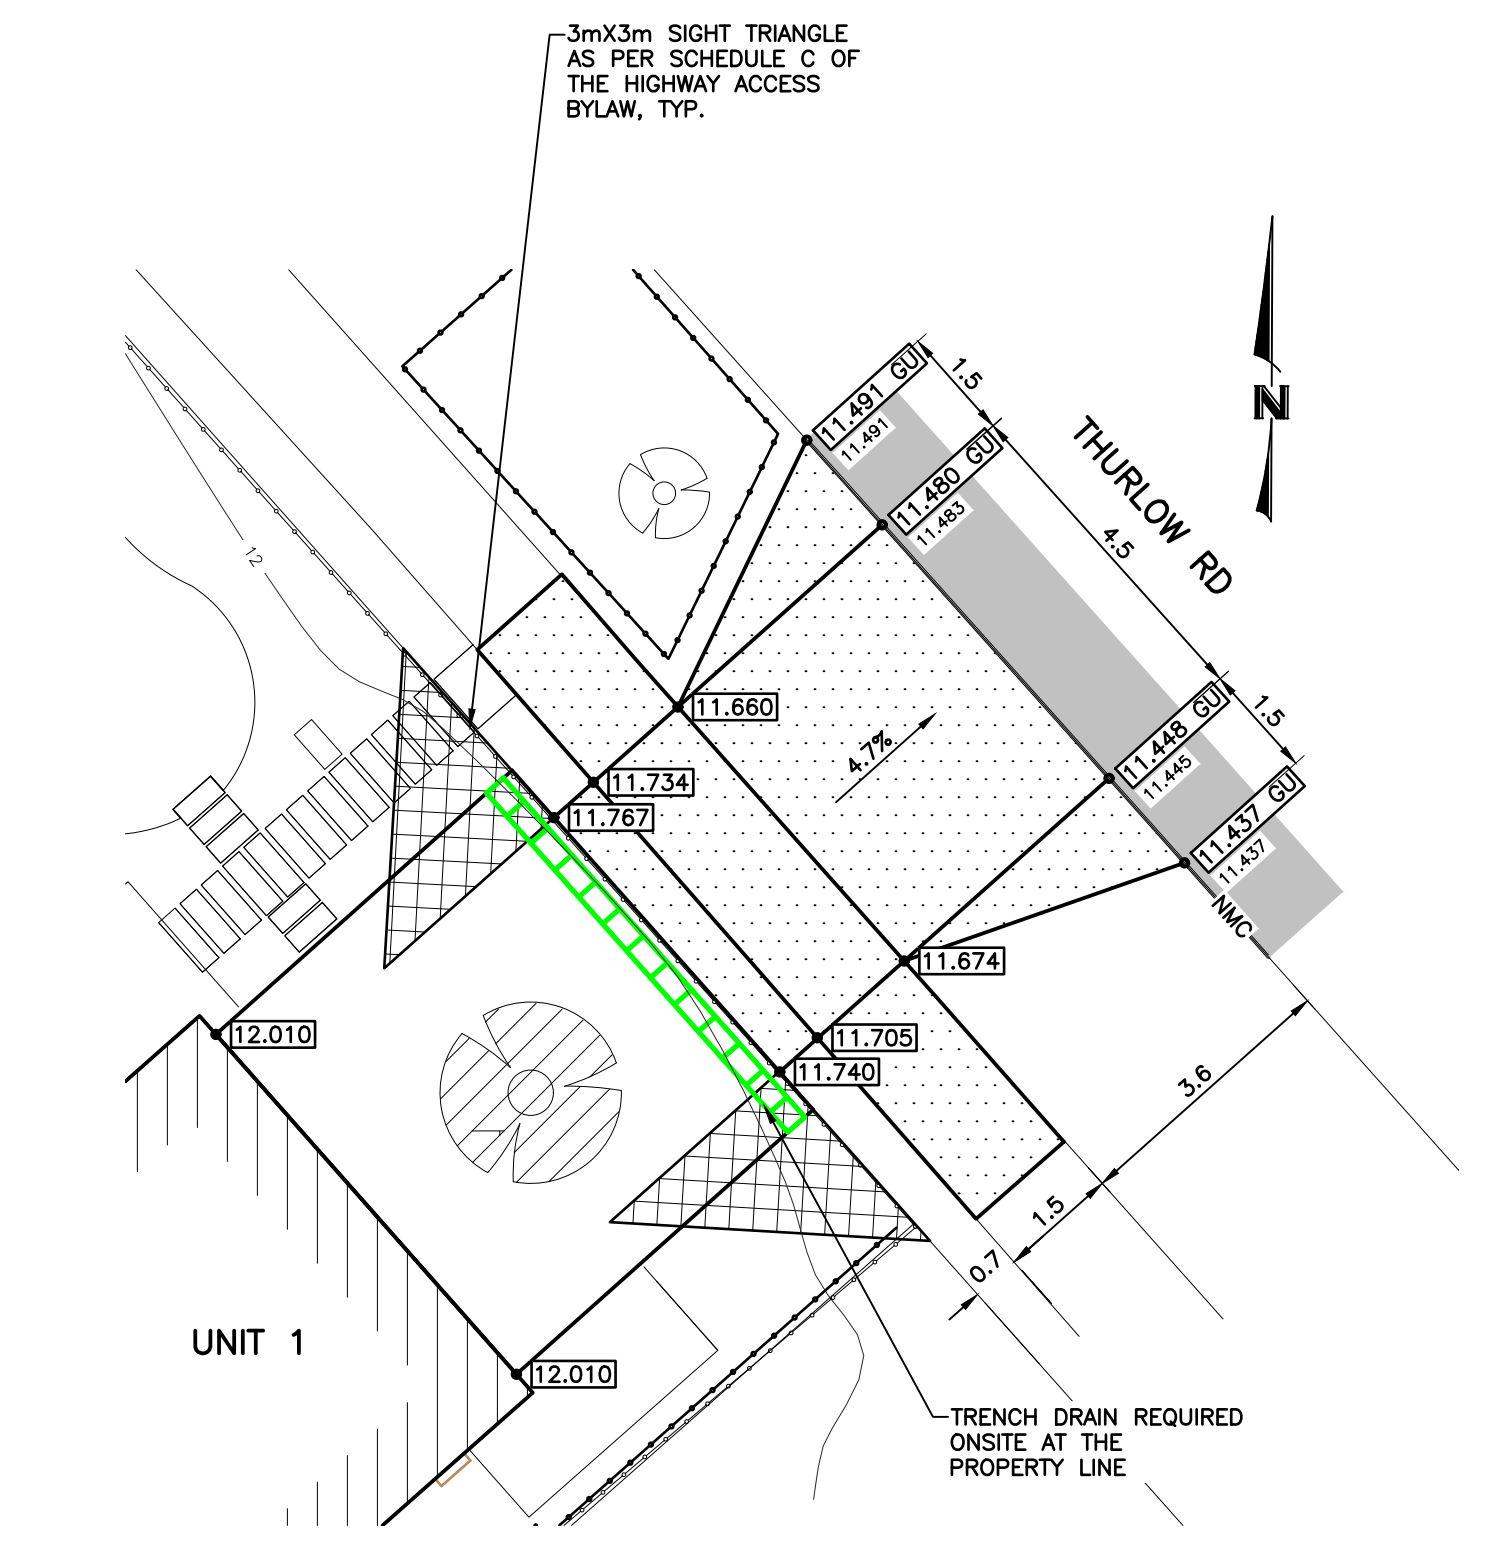 3mX3m SIGHT TRIANGLE
AS PER SCHEDULE C OF
THE HIGHWAY ACCESS
BYLAW, TYP.
N
THURLOW RD
1.5
4.5
1.5
11.491 GU
11.491
11.480 GU
11.483
11.448 GU
11.445
11.437 GU
11.437
NMC
12
11.660
4.7%
11.734
11.767
11.674
11.705
11.740
12.010
3.6
1.5
0.7
UNIT 1
12.010
TRENCH DRAIN REQUIRED
ONSITE AT THE
PROPERTY LINE